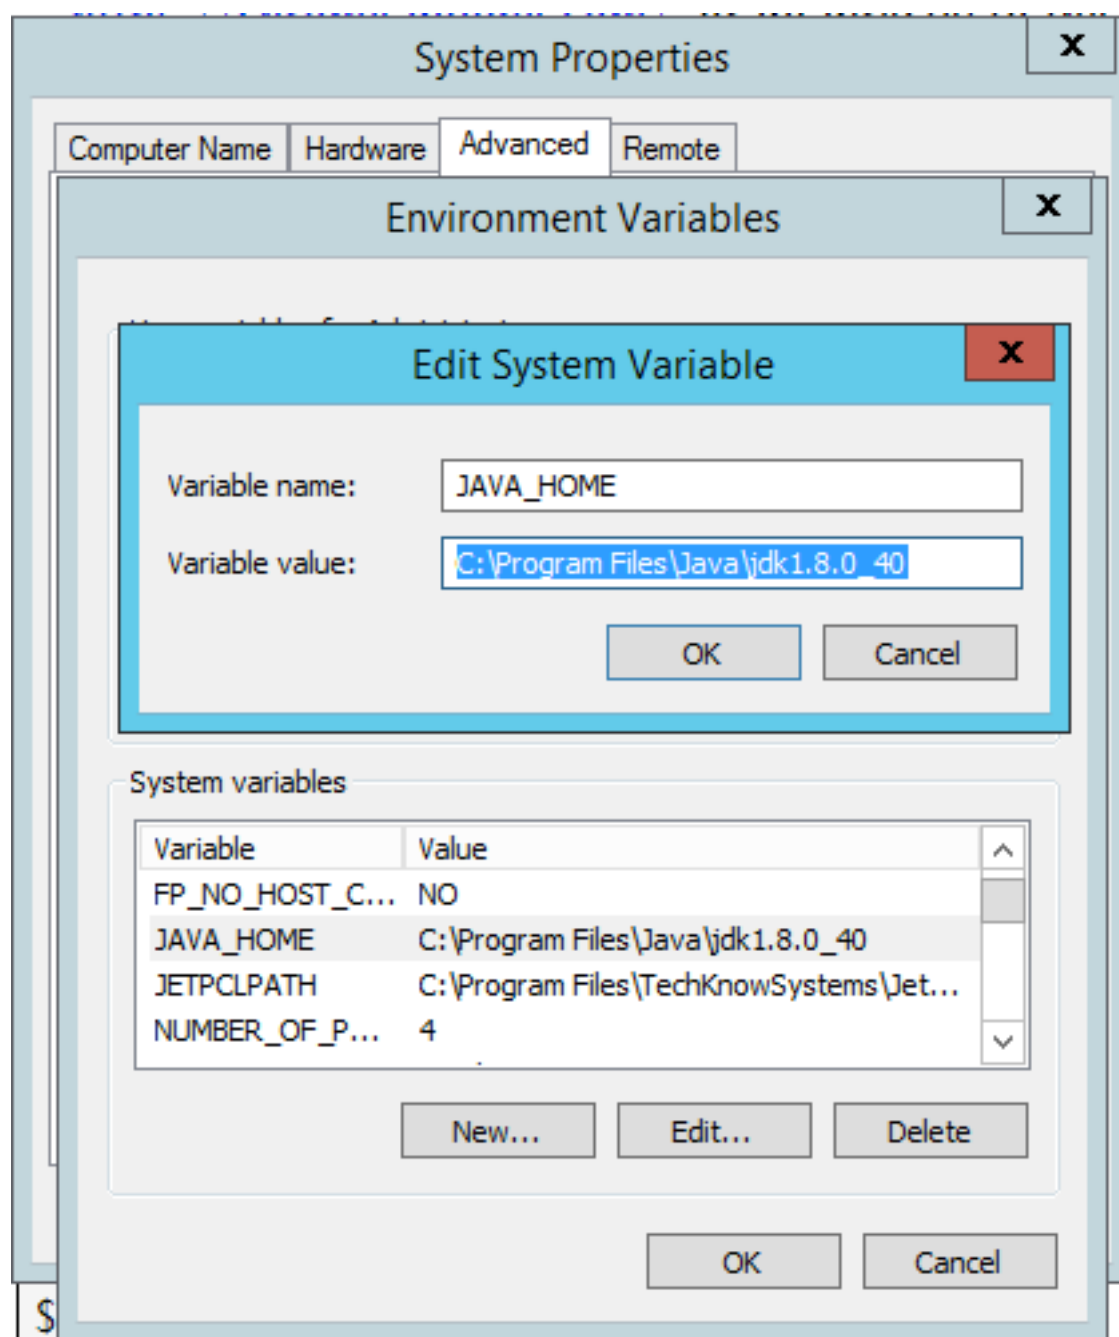 System Properties
x
Computer Name Hardware Advanced Remote
Environment Variables
x
Edit System Variable
x
Variable name: JAVA_HOME
Variable value: C:\Program Files\Java\jdk1.8.0_40
OK Cancel
System variables
Variable Value
FP_NO_HOST_C... NO
JAVA_HOME C:\Program Files\Java\jdk1.8.0_40
JETPCLPATH C:\Program Files\TechKnowSystems\Jet...
NUMBER_OF_P... 4
New... Edit... Delete
OK Cancel
$